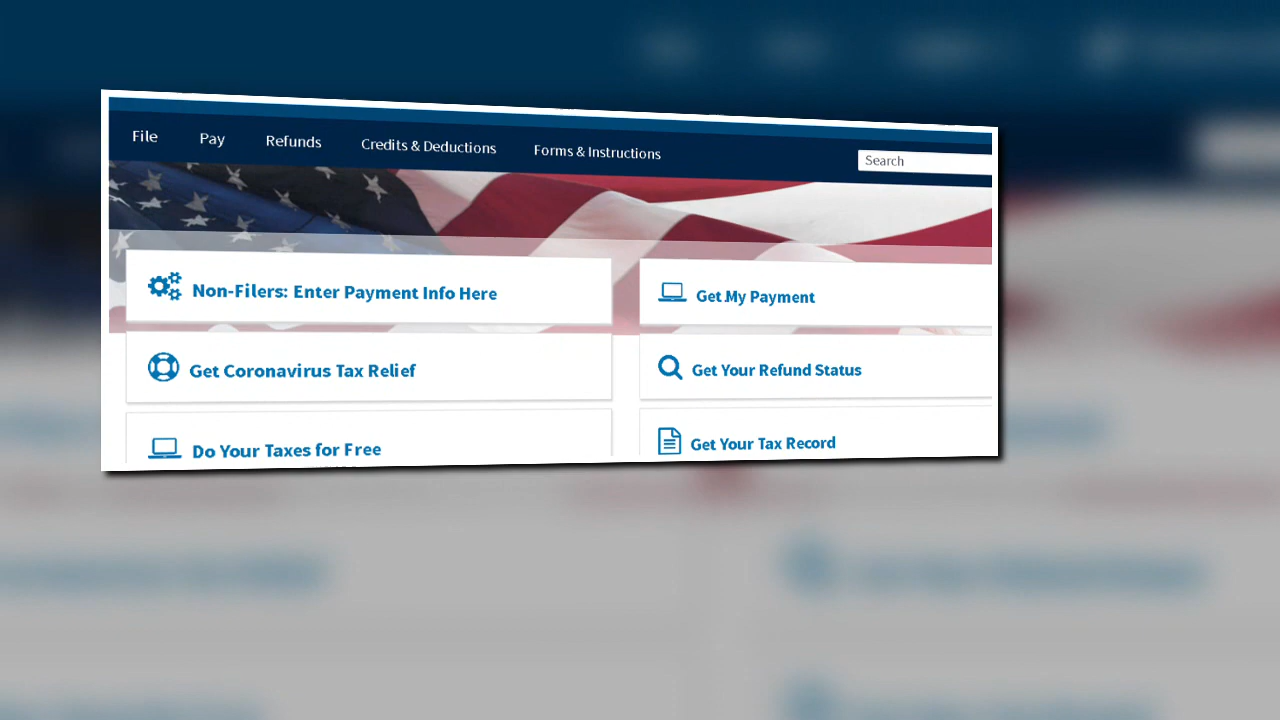 File Pay Refunds Credits & Deductions Forms & Instructions Search
Non-Filers: Enter Payment Info Here
Get My Payment
Get Coronavirus Tax Relief
Get Your Refund Status
Do Your Taxes for Free
Get Your Tax Record